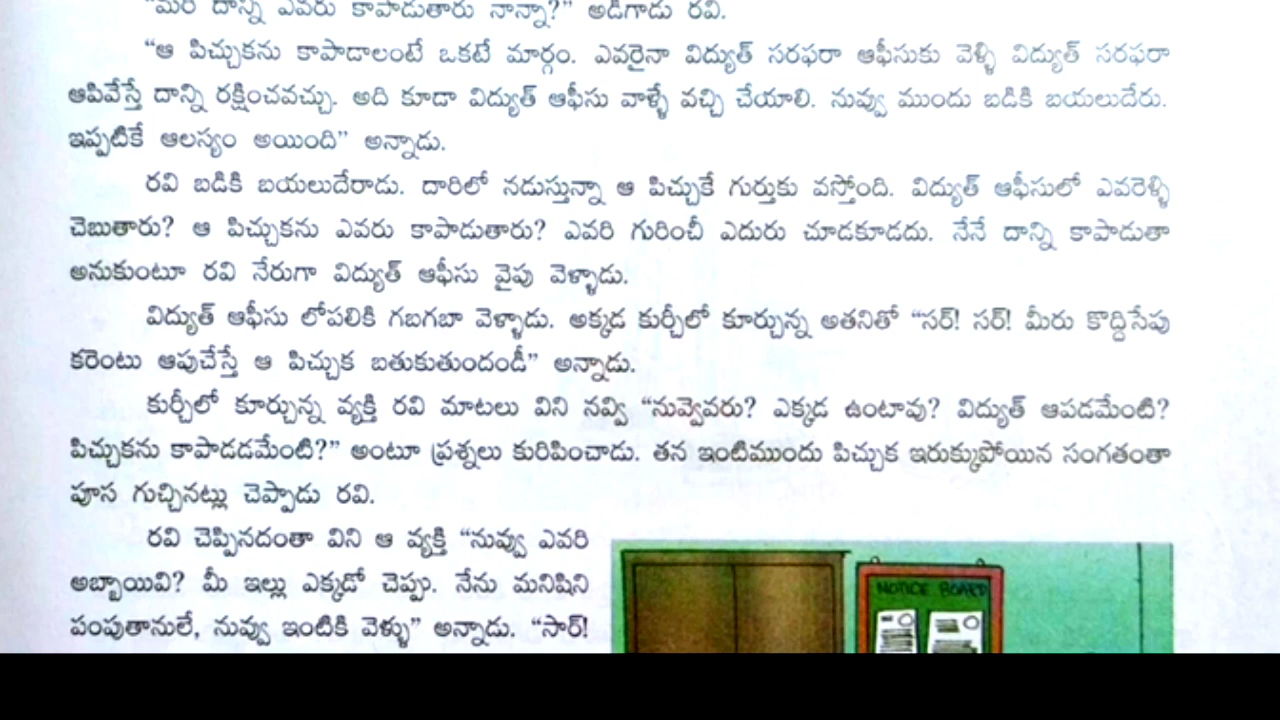 "మరి దాన్ని ఎవరు కాపాడుతారు నాన్నా?" అడిగాడు రవి.
"ఆ పిచ్చుకను కాపాడాలంటే ఒకటే మార్గం. ఎవరైనా విద్యుత్ సరఫరా ఆఫీసుకు వెళ్ళి విద్యుత్ సరఫరా
ఆపివేస్తే దాన్ని రక్షించవచ్చు. అది కూడా విద్యుత్ ఆఫీసు వాళ్ళే వచ్చి చేయాలి. నువ్వు ముందు బడికి బయలుదేరు.
ఇప్పటికే ఆలస్యం అయింది" అన్నాడు.
రవి బడికి బయలుదేరాడు. దారిలో నడుస్తున్నా ఆ పిచ్చుకే గుర్తుకు వస్తోంది. విద్యుత్ ఆఫీసులో ఎవరెళ్ళి
చెబుతారు? ఆ పిచ్చుకను ఎవరు కాపాడుతారు? ఎవరి గురించీ ఎదురు చూడకూడదు. నేనే దాన్ని కాపాడుతా
అనుకుంటూ రవి నేరుగా విద్యుత్ ఆఫీసు వైపు వెళ్ళాడు.
విద్యుత్ ఆఫీసు లోపలికి గబగబా వెళ్ళాడు. అక్కడ కుర్చీలో కూర్చున్న అతనితో "సర్! సర్! మీరు కొద్దిసేపు
కరెంటు ఆపుచేస్తే ఆ పిచ్చుక బతుకుతుందండీ" అన్నాడు.
కుర్చీలో కూర్చున్న వ్యక్తి రవి మాటలు విని నవ్వి "నువ్వెవరు? ఎక్కడ ఉంటావు? విద్యుత్ ఆపడమేంటి?
పిచ్చుకను కాపాడడమేంటి?" అంటూ ప్రశ్నలు కురిపించాడు. తన ఇంటిముందు పిచ్చుక ఇరుక్కుపోయిన సంగతంతా
పూస గుచ్చినట్లు చెప్పాడు రవి.
రవి చెప్పినదంతా విని ఆ వ్యక్తి "నువ్వు ఎవరి
అబ్బాయివి? మీ ఇల్లు ఎక్కడో చెప్పు. నేను మనిషిని
పంపుతానులే, నువ్వు ఇంటికి వెళ్ళు" అన్నాడు. "సార్!
NOTICE BOARD